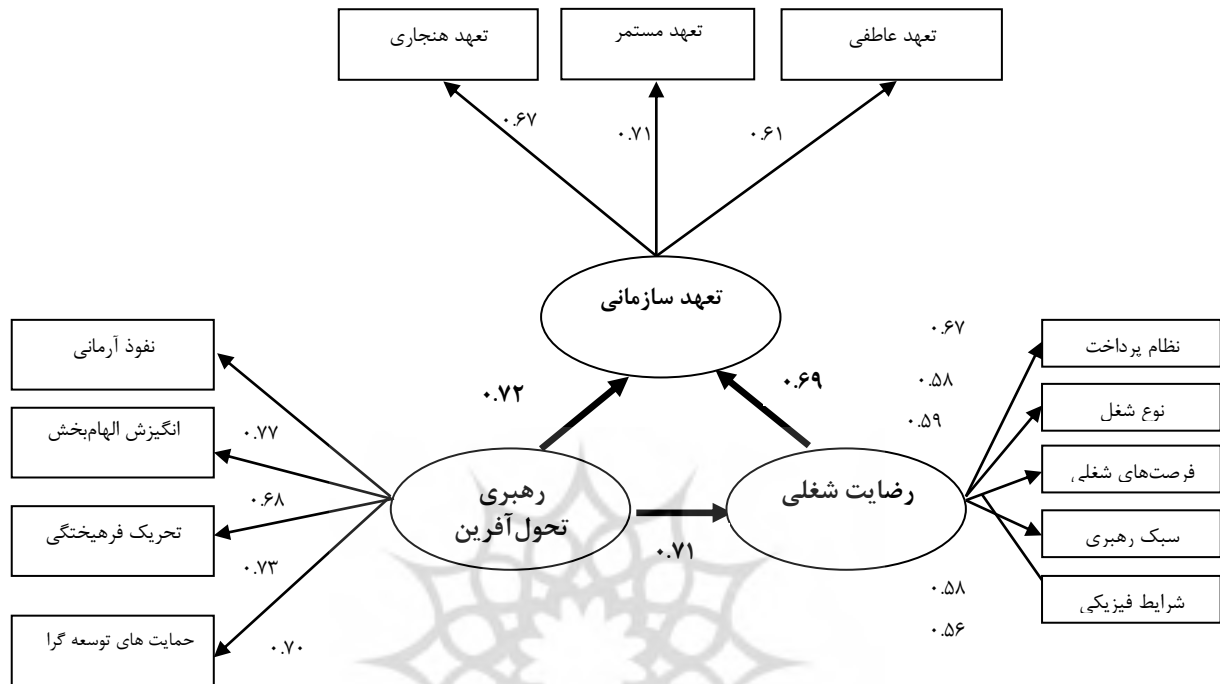 تعهد عاطفی
تعهد مستمر
تعهد هنجاری
۰.۶۱
۰.۷۱
۰.۶۷
تعهد سازمانی
۰.۶۹
۰.۷۲
رضایت شغلی
رهبری
تحول‌آفرین
۰.۷۱
نظام پرداخت
نوع شغل
فرصت‌های شغلی
سبک رهبری
شرایط فیزیکی
۰.۶۷
۰.۵۸
۰.۵۹
۰.۵۸
۰.۵۶
نفوذ آرمانی
انگیزش الهام‌بخش
تحریک فرهیختگی
حمایت های توسعه گرا
۰.۷۷
۰.۶۸
۰.۷۳
۰.۷۰